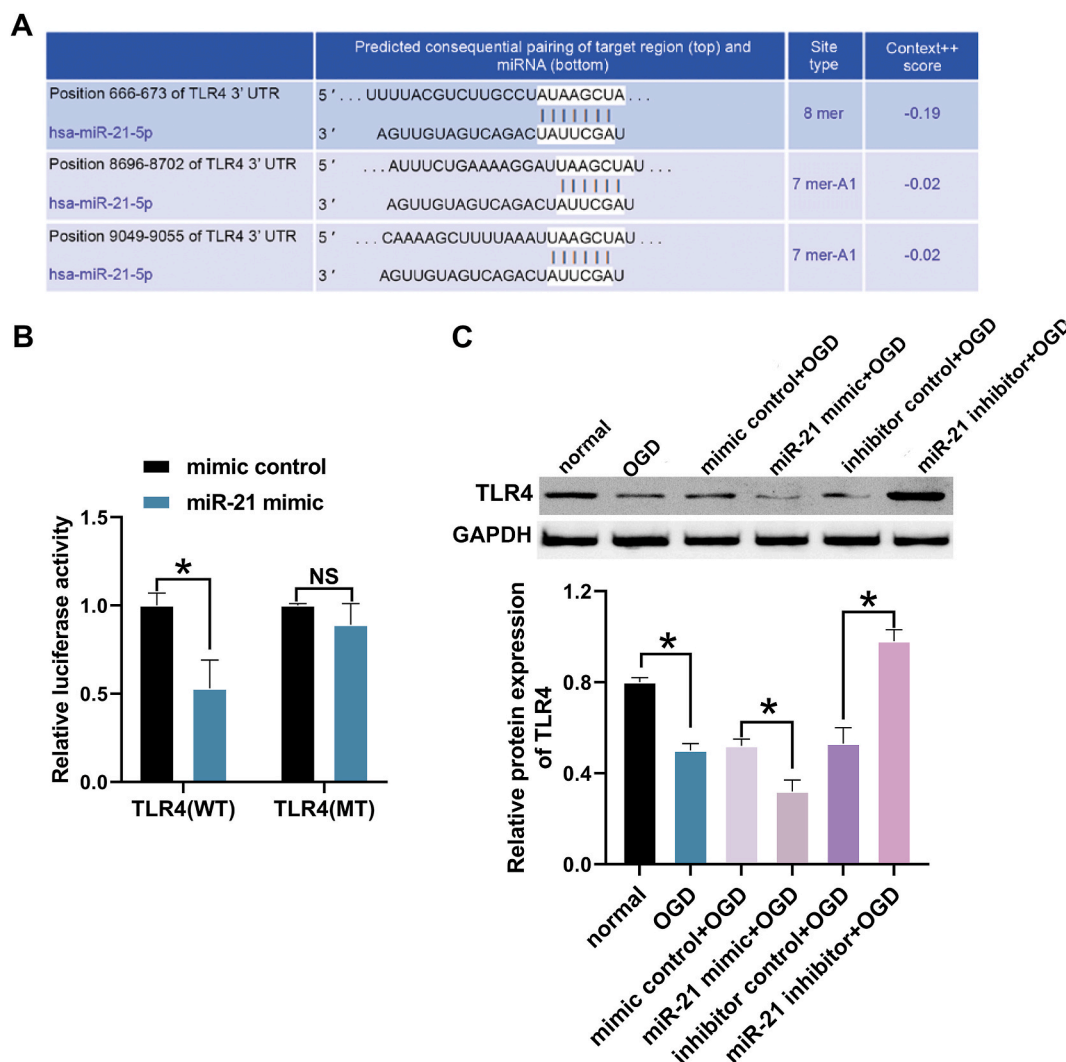 A
Predicted consequential pairing of target region (top) and
miRNA (bottom)
Site
type
Context++
score
Position 666-673 of TLR4 3' UTR
5 ' . . . UUUUACGUCUUGCCUAUAAGCUA . . .
hsa-miR-21-5p
3 ' AGUUGUAGUCAGACUAUUCGAU
8 mer
-0.19
Position 8696-8702 of TLR4 3' UTR
5 ' . . . AUUUCUGAAAAGGAUUAAGCUAU . . .
hsa-miR-21-5p
3 ' AGUUGUAGUCAGACUAUUCGAU
7 mer-A1
-0.02
Position 9049-9055 of TLR4 3' UTR
5 ' . . . CAAAAGCUUUUAAAUUAAGCUAU . . .
hsa-miR-21-5p
3 ' AGUUGUAGUCAGACUAUUCGAU
7 mer-A1
-0.02
B
mimic control
miR-21 mimic
Relative luciferase activity
1.5
1.0
0.5
0.0
*
NS
TLR4(WT)
TLR4(MT)
C
normal
OGD
mimic control+OGD
miR-21 mimic+OGD
inhibitor control+OGD
miR-21 inhibitor+OGD
TLR4
GAPDH
Relative protein expression
of TLR4
1.2
0.8
0.4
0.0
*
*
*
normal
OGD
mimic control+OGD
miR-21 mimic+OGD
inhibitor control+OGD
miR-21 inhibitor+OGD